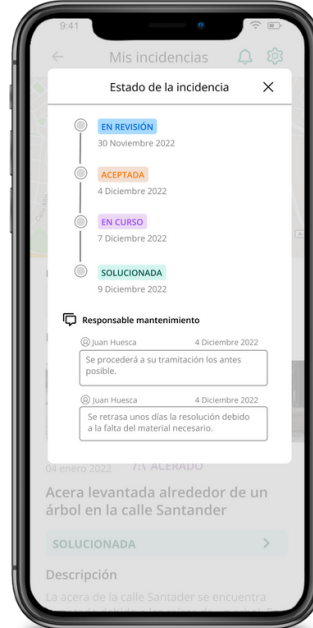 9:41
Mis incidencias
Estado de la incidencia
EN REVISIÓN
30 Noviembre 2022
ACEPTADA
4 Diciembre 2022
EN CURSO
7 Diciembre 2022
SOLUCIONADA
9 Diciembre 2022
Responsable mantenimiento
Juan Huesca 4 Diciembre 2022
Se procederá a su tramitación los antes
posible.
Juan Huesca 4 Diciembre 2022
Se retrasa unos días la resolución debido
a la falta del material necesario.
04 enero 2022 ACERADO
Acera levantada alrededor de un
árbol en la calle Santander
SOLUCIONADA
Descripción
La acera de la calle Santader se encuentra